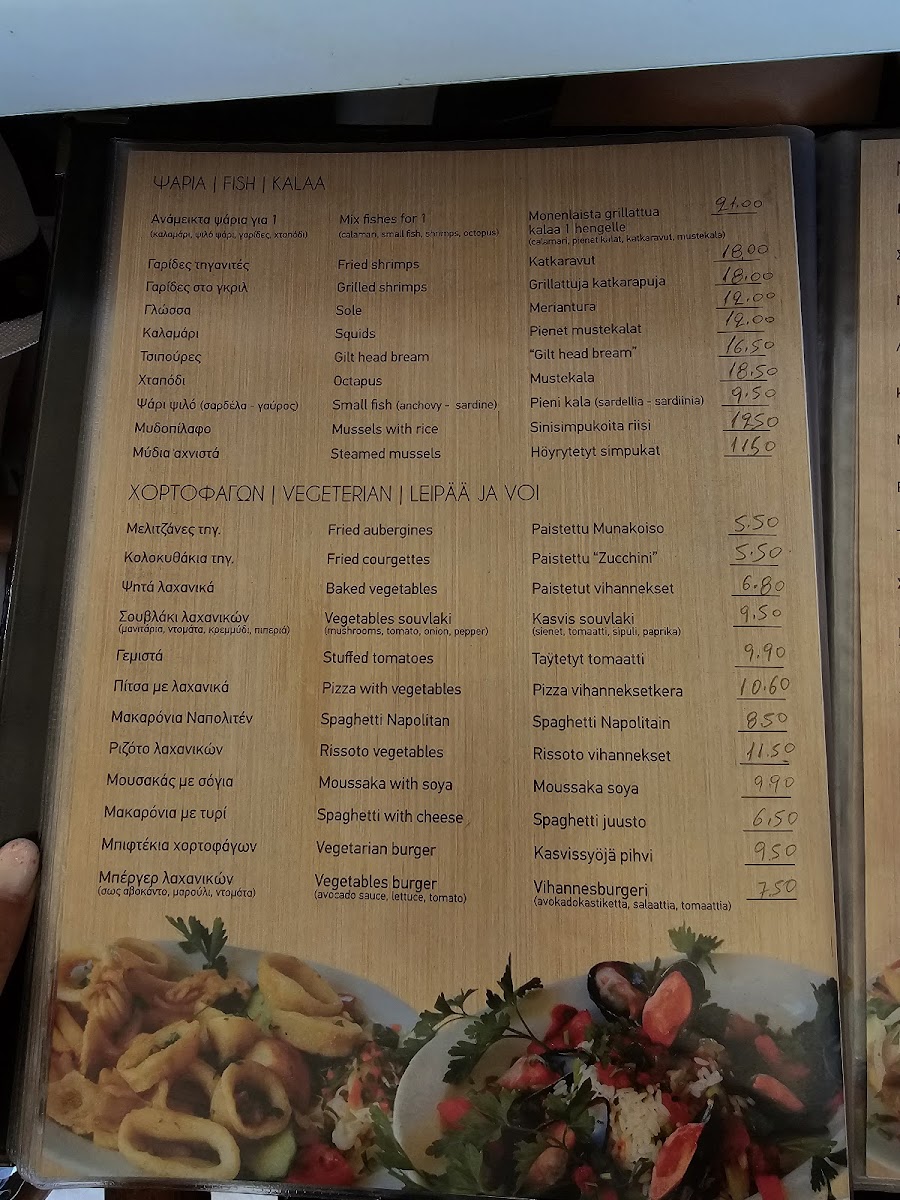 ΨΑΡΙΑ | FISH | KALAA
Ανάμεικτα ψάρια για 1 Mix fishes for 1 Monenlaista grillattua kalaa 1 hengelle 21.00
(καλαμάρι, ψιλό ψάρι, γαρίδες, χταπόδι) (calamari, small fish, shrimps, octopus) (calamari, pienet kalat, katkaravut, mustekala)
Γαρίδες τηγανιτές Fried shrimps Katkaravut 18.00
Γαρίδες στο γκριλ Grilled shrimps Grillattuja katkarapuja 18.00
Γλώσσα Sole Meriantura 12.00
Καλαμάρι Squids Pienet mustekalat 12.00
Τσιπούρες Gilt head bream "Gilt head bream" 16.50
Χταπόδι Octopus Mustekala 18.50
Ψάρι ψιλό (σαρδέλα - γαύρος) Small fish (anchovy - sardine) Pieni kala (sardellia - sardiinia) 9.50
Μυδοπίλαφο Mussels with rice Sinisimpukoita riisi 1250
Μύδια αχνιστά Steamed mussels Höyrytetyt simpukat 1150
ΧΟΡΤΟΦΑΓΩΝ | VEGETERIAN | LEIPÄÄ JA VOI
Μελιτζάνες τηγ. Fried aubergines Paistettu Munakoiso 5.50
Κολοκυθάκια τηγ. Fried courgettes Paistettu "Zucchini" 5.50
Ψητά λαχανικά Baked vegetables Paistetut vihannekset 6.80
Σουβλάκι λαχανικών Vegetables souvlaki Kasvis souvlaki 9.50
(μανιτάρια, ντομάτα, κρεμμύδι, πιπεριά) (mushrooms, tomato, onion, pepper) (sienet, tomaatti, sipuli, paprika)
Γεμιστά Stuffed tomatoes Taÿtetyt tomaatti 9.90
Πίτσα με λαχανικά Pizza with vegetables Pizza vihanneksetkera 10.60
Μακαρόνια Ναπολιτέν Spaghetti Napolitan Spaghetti Napolitain 8.50
Ριζότο λαχανικών Rissoto vegetables Rissoto vihannekset 11.50
Μουσακάς με σόγια Moussaka with soya Moussaka soya 9.90
Μακαρόνια με τυρί Spaghetti with cheese Spaghetti juusto 6.50
Μπιφτέκια χορτοφάγων Vegetarian burger Kasvissyöjä pihvi 9.50
Μπέργερ λαχανικών Vegetables burger Vihannesburgeri 7.50
(σως αβοκάντο, μαρούλι, ντομάτα) (avocado sauce, lettuce, tomato) (avokadokastiketta, salaattia, tomaattia)